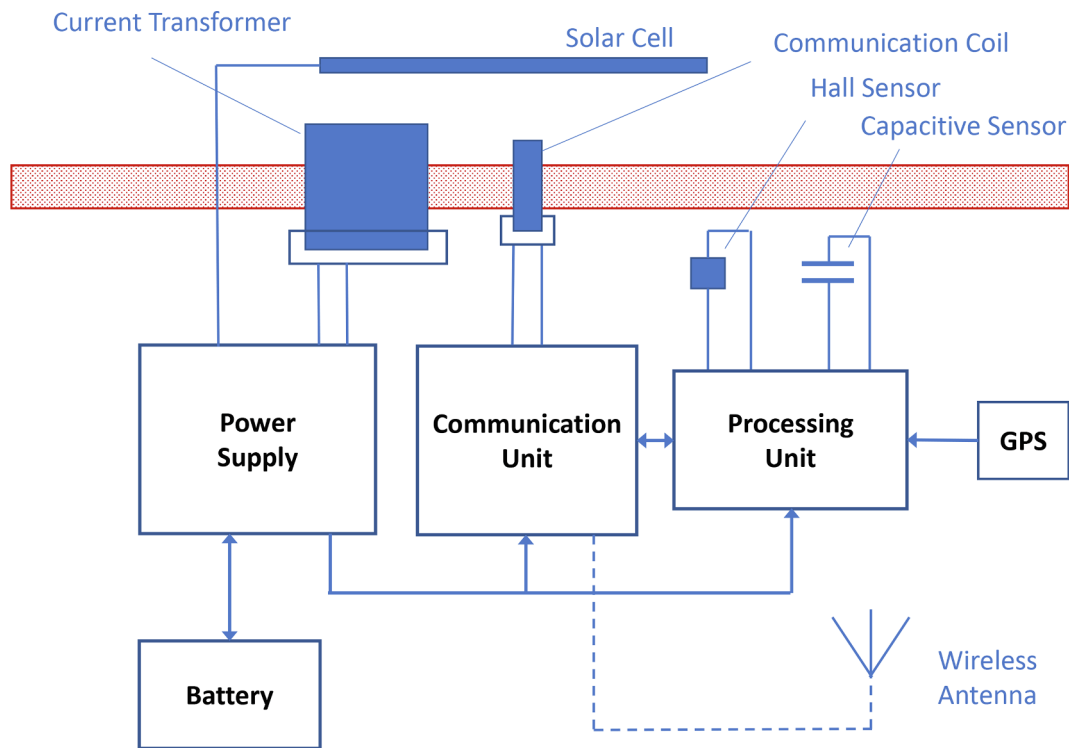 Current Transformer
Solar Cell
Communication Coil
Hall Sensor
Capacitive Sensor
Power
Supply
Communication
Unit
Processing
Unit
GPS
Battery
Wireless
Antenna